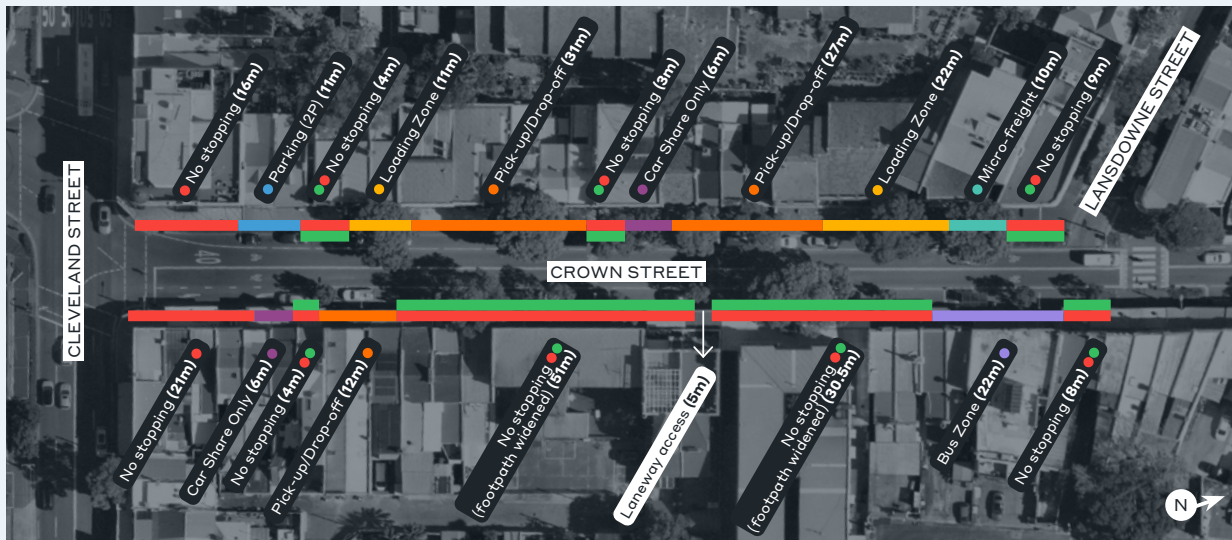 No stopping (16m)
Parking (2P) (11m)
No stopping (4m)
Loading Zone (11m)
Pick-up/Drop-off (31m)
No stopping (3m)
Car Share Only (6m)
Pick-up/Drop-off (27m)
Loading Zone (22m)
Micro-freight (10m)
No stopping (9m)
LANSDOWNE STREET
CLEVELAND STREET
40
CROWN STREET
No stopping (21m)
Car Share Only (6m)
No stopping (4m)
Pick-up/Drop-off (12m)
No stopping
(footpath widened) (51m)
Laneway access (5m)
No stopping
(footpath widened) (30.5m)
Bus Zone (22m)
No stopping (8m)
N